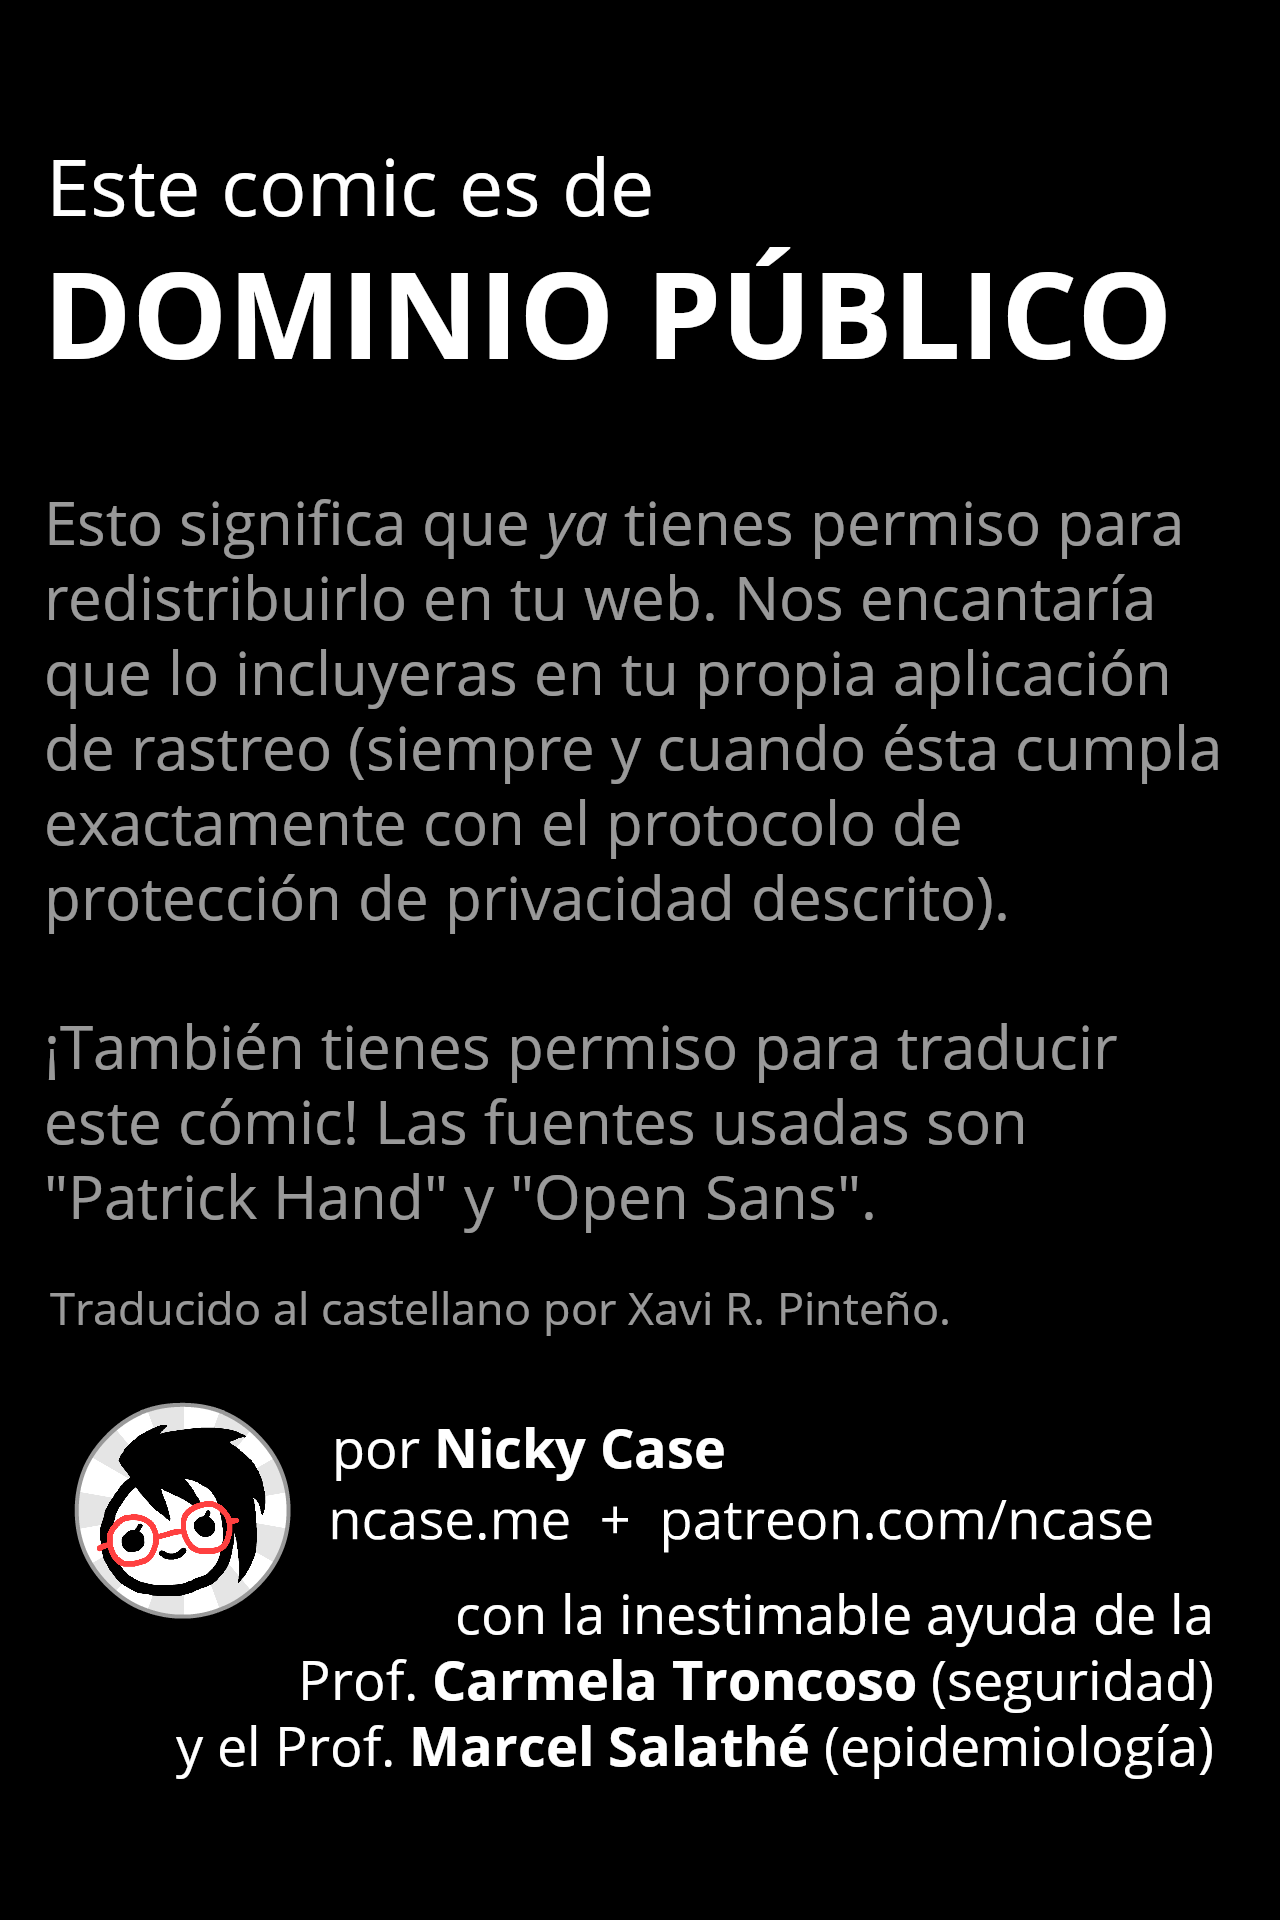 Este comic es de
DOMINIO PÚBLICO
Esto significa que ya tienes permiso para
redistribuirlo en tu web. Nos encantaría
que lo incluyeras en tu propia aplicación
de rastreo (siempre y cuando ésta cumpla
exactamente con el protocolo de
protección de privacidad descrito).
¡También tienes permiso para traducir
este cómic! Las fuentes usadas son
"Patrick Hand" y "Open Sans".
Traducido al castellano por Xavi R. Pinteño.
por Nicky Case
ncase.me + patreon.com/ncase
con la inestimable ayuda de la
Prof. Carmela Troncoso (seguridad)
y el Prof. Marcel Salathé (epidemiología)